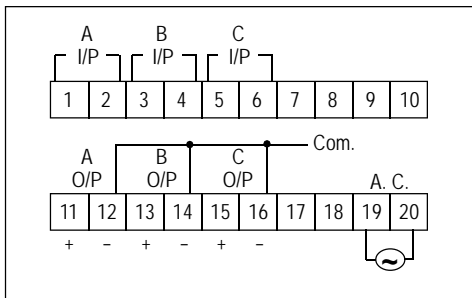 A B C
I/P I/P I/P
1 2 3 4 5 6 7 8 9 10
Com.
A B C
O/P O/P O/P A. C.
11 12 13 14 15 16 17 18 19 20
+ – + – + –
~